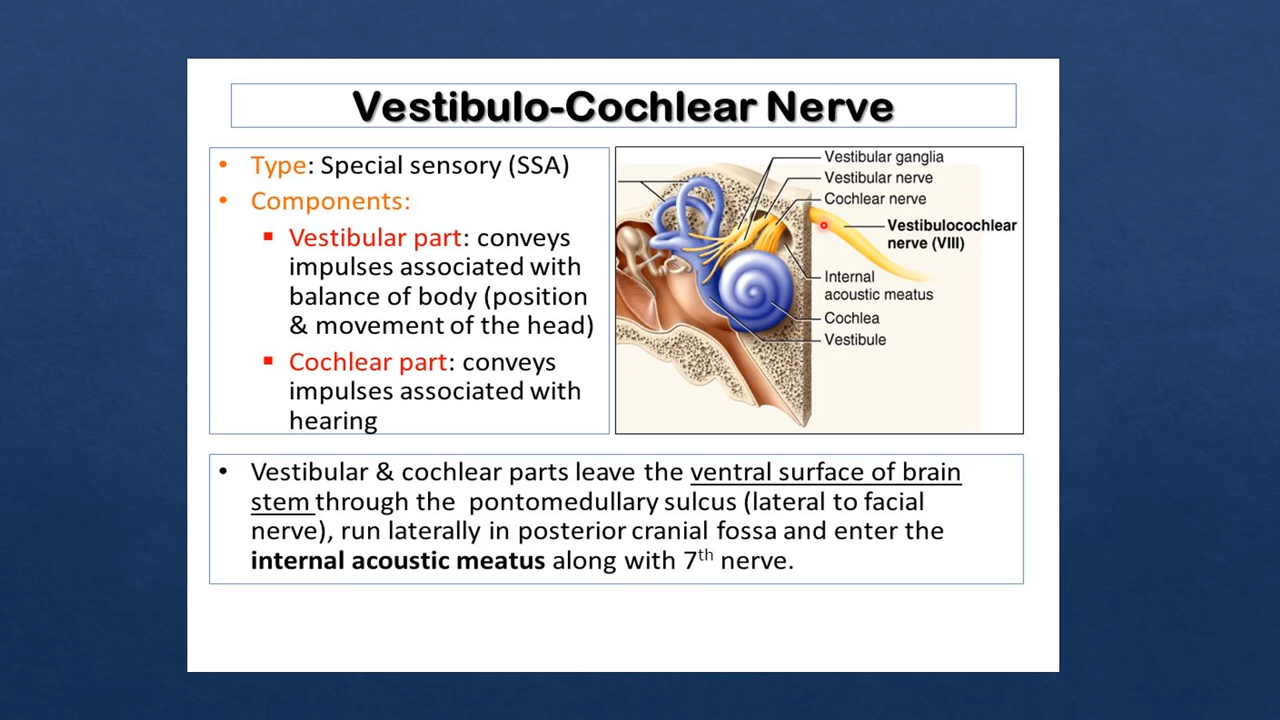 Vestibulo-Cochlear Nerve
• Type: Special sensory (SSA)
• Components:
▪ Vestibular part: conveys
impulses associated with
balance of body (position
& movement of the head)
▪ Cochlear part: conveys
impulses associated with
hearing
Vestibular ganglia
Vestibular nerve
Cochlear nerve
Vestibulocochlear
nerve (VIII)
Internal
acoustic meatus
Cochlea
Vestibule
• Vestibular & cochlear parts leave the ventral surface of brain
stem through the pontomedullary sulcus (lateral to facial
nerve), run laterally in posterior cranial fossa and enter the
internal acoustic meatus along with 7th nerve.